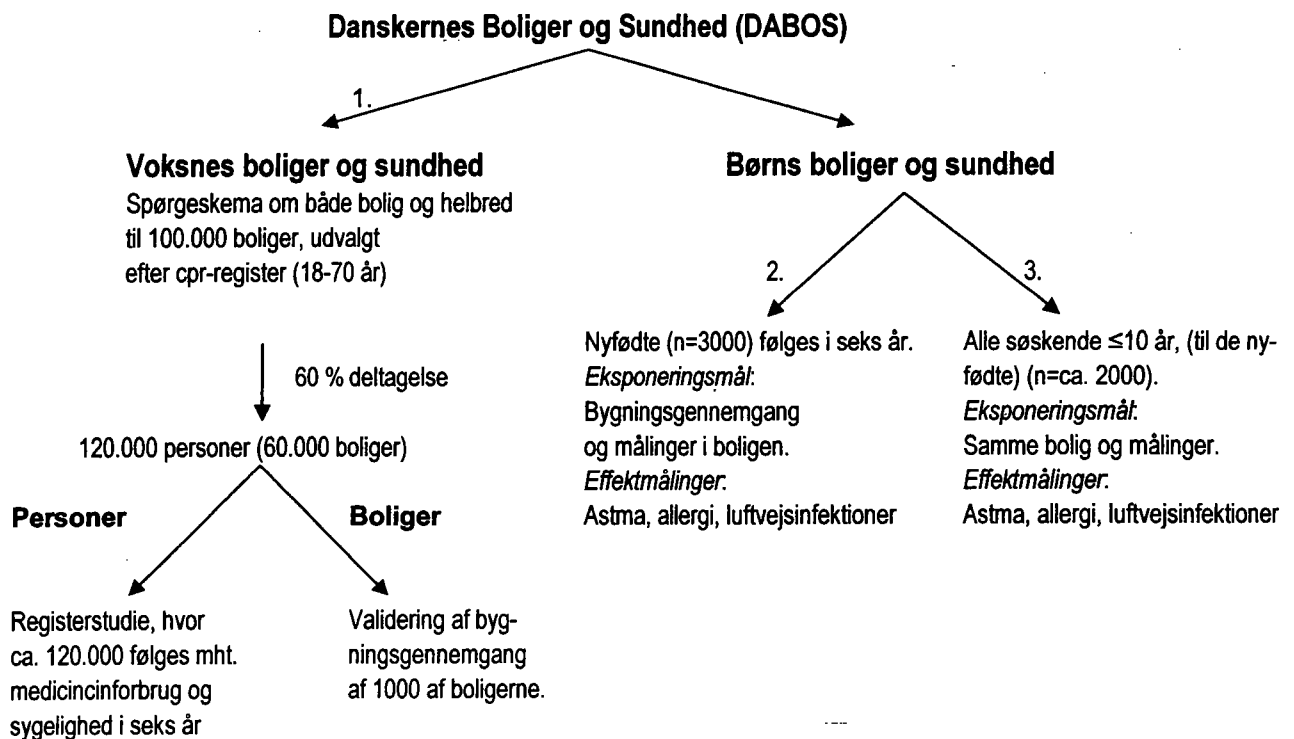 Danskernes Boliger og Sundhed (DABOS)
1.
Voksnes boliger og sundhed
Spørgeskema om både bolig og helbred
til 100.000 boliger, udvalgt
efter cpr-register (18-70 år)
60 % deltagelse
120.000 personer (60.000 boliger)
Personer
Registerstudie, hvor
ca. 120.000 følges mht.
medicincinforbrug og
sygelighed i seks år
Boliger
Validering af byg-
ningsgennemgang
af 1000 af boligerne.
Børns boliger og sundhed
2.
Nyfødte (n=3000) følges i seks år.
Eksponeringsmål:
Bygningsgennemgang
og målinger i boligen.
Effektmålinger:
Astma, allergi, luftvejsinfektioner
3.
Alle søskende ≤10 år, (til de ny-
fødte) (n=ca. 2000).
Eksponeringsmål:
Samme bolig og målinger.
Effektmålinger:
Astma, allergi, luftvejsinfektioner